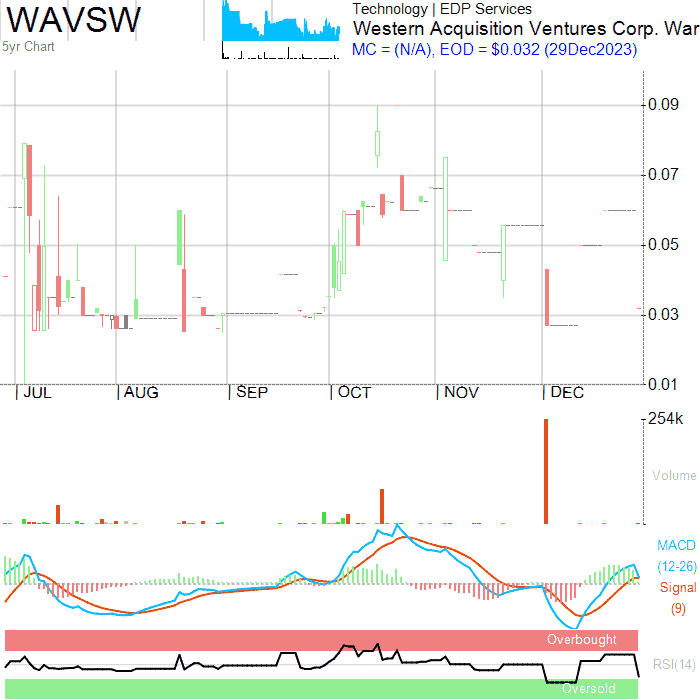 WAVSW
5yr Chart
Technology | EDP Services
Western Acquisition Ventures Corp. War
MC = (N/A), EOD = $0.032 (29Dec2023)
0.09
0.07
0.05
0.03
0.01
JUL AUG SEP OCT NOV DEC
254k
Volume
MACD
(12-26)
Signal
(9)
Overbought
RSI(14)
Oversold